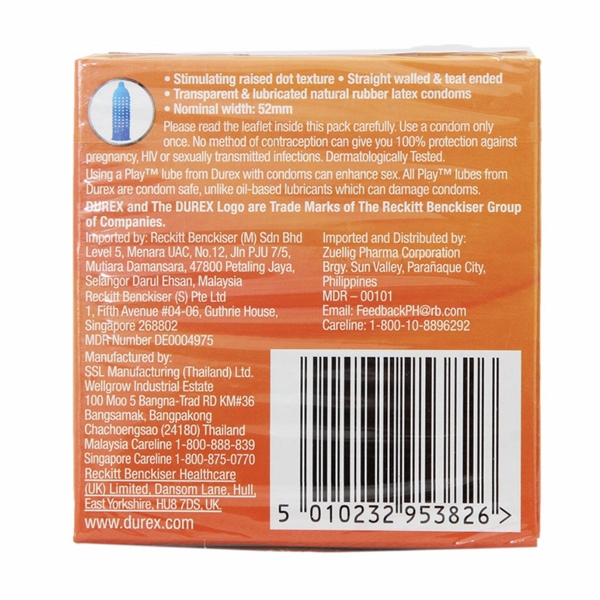 • Stimulating raised dot texture • Straight walled & teat ended
• Transparent & lubricated natural rubber latex condoms
• Nominal width: 52mm
Please read the leaflet inside this pack carefully. Use a condom only
once. No method of contraception can give you 100% protection against
pregnancy, HIV or sexually transmitted infections. Dermatologically Tested.
Using a Play™ lube from Durex with condoms can enhance sex. All Play™ lubes from
Durex are condom safe, unlike oil-based lubricants which can damage condoms.
DUREX and The DUREX Logo are Trade Marks of The Reckitt Benckiser Group
of Companies.
Imported by: Reckitt Benckiser (M) Sdn Bhd
Level 5, Menara UAC, No.12, Jln PJU 7/5,
Mutiara Damansara, 47800 Petaling Jaya,
Selangor Darul Ehsan, Malaysia
Reckitt Benckiser (S) Pte Ltd
1, Fifth Avenue #04-06, Guthrie House,
Singapore 268802
MDR Number DE0004975
Manufactured by:
SSL Manufacturing (Thailand) Ltd.
Wellgrow Industrial Estate
100 Moo 5 Bangna-Trad RD KM#36
Bangsamak, Bangpakong
Chachoengsao (24180) Thailand
Malaysia Careline 1-800-888-839
Singapore Careline 1-800-875-0770
Reckitt Benckiser Healthcare
(UK) Limited, Dansom Lane, Hull,
East Yorkshire, HU8 7DS, UK.
www.durex.com
Imported and Distributed by:
Zuellig Pharma Corporation
Brgy. Sun Valley, Parañaque City,
Philippines
MDR – 00101
Email: FeedbackPH@rb.com
Careline: 1-800-10-8896292
5 010232 953826 >